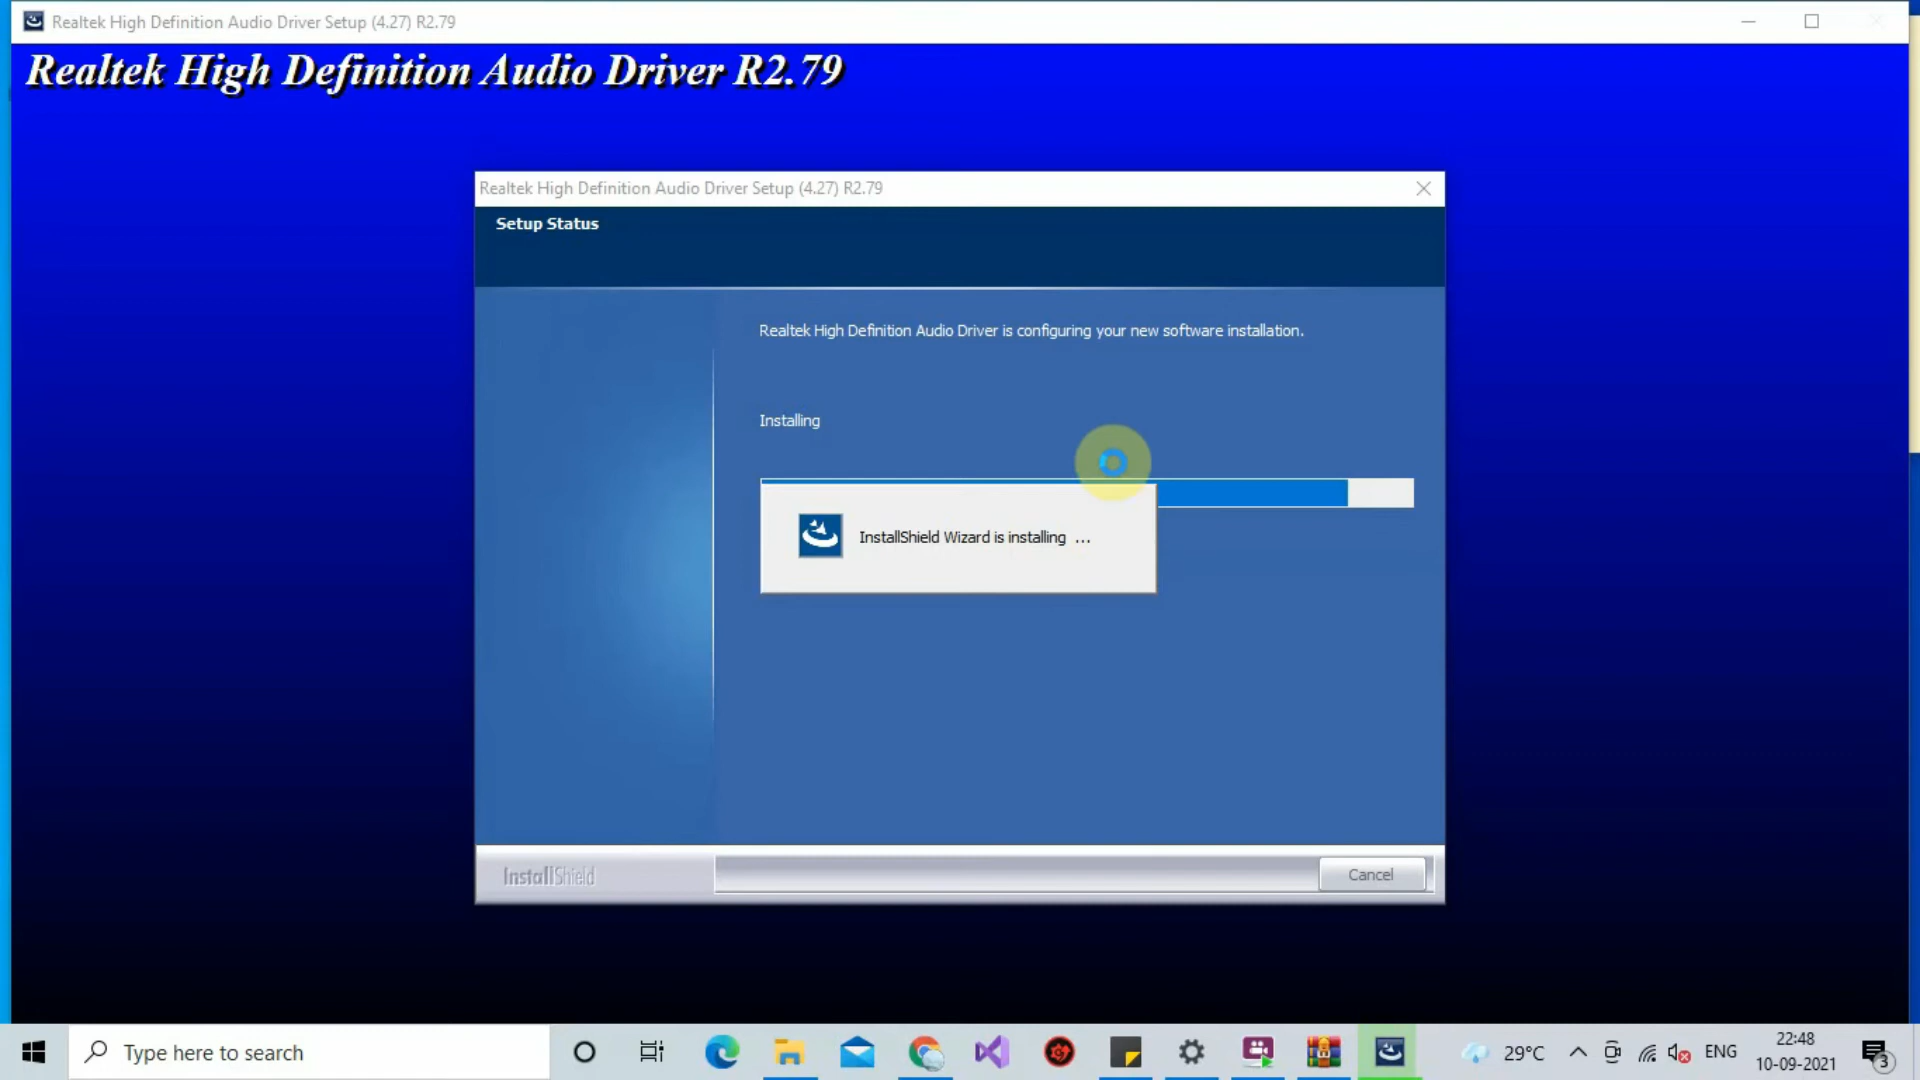 Realtek High Definition Audio Driver Setup (4.27) R2.79
Realtek High Definition Audio Driver R2.79
Realtek High Definition Audio Driver Setup (4.27) R2.79
Setup Status
Realtek High Definition Audio Driver is configuring your new software installation.
Installing
InstallShield Wizard is installing ...
InstallShield
Cancel
Type here to search
29°C
ENG
22:48
10-09-2021
3